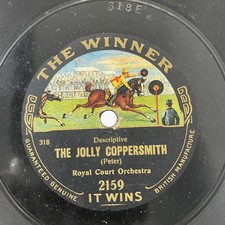 318E
THE WINNER
318
Descriptive
THE JOLLY COPPERSMITH
(Peter)
Royal Court Orchestra
2159
IT WINS
GUARANTEED GENUINE
BRITISH MANUFACTURE